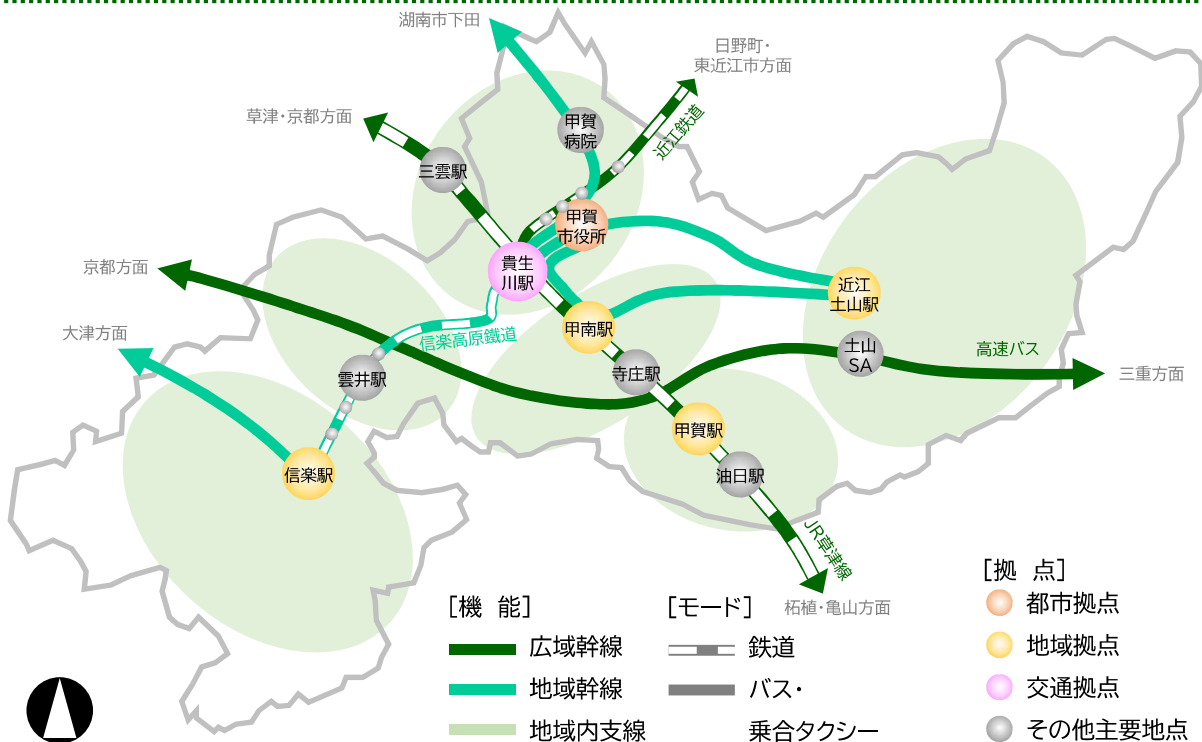 湖南市下田
日野町・
東近江市方面
草津・京都方面
甲賀
病院
近江鉄道
三雲駅
甲賀
市役所
京都方面
貴生
川駅
近江
土山駅
大津方面
信楽高原鐵道
甲南駅
土山
SA
高速バス
三重方面
雲井駅
寺庄駅
甲賀駅
信楽駅
油日駅
JR草津線
柘植・亀山方面
[機 能]
広域幹線
地域幹線
地域内支線
[モード]
鉄道
バス・
乗合タクシー
[拠 点]
都市拠点
地域拠点
交通拠点
その他主要地点